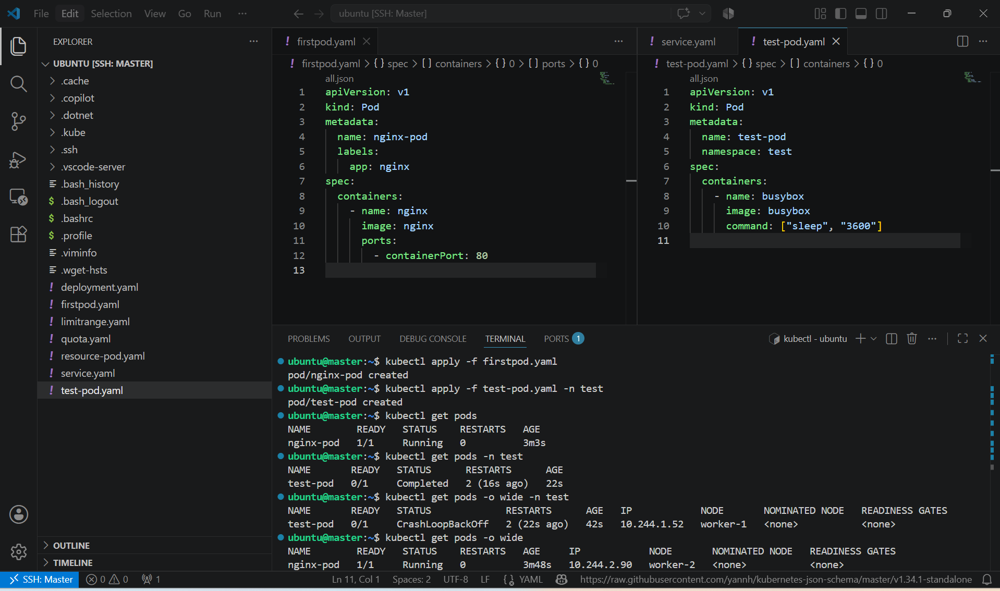 File Edit Selection View Go Run ··· ubuntu [SSH: Master]
EXPLORER ···
UBUNTU [SSH: MASTER]
.cache
.copilot
.dotnet
.kube
.ssh
.vscode-server
.bash_history
$ .bash_logout
$ .bashrc
$ .profile
.viminfo
.wget-hsts
! deployment.yaml
! firstpod.yaml
! limitrange.yaml
! quota.yaml
! resource-pod.yaml
! service.yaml
! test-pod.yaml
OUTLINE
TIMELINE
! firstpod.yaml ···
! firstpod.yaml > {} spec > [] containers > {} 0 > [] ports > {} 0
all.json
1 apiVersion: v1
2 kind: Pod
3 metadata:
4   name: nginx-pod
5   labels:
6     app: nginx
7 spec:
8   containers:
9     - name: nginx
10       image: nginx
11       ports:
12         - containerPort: 80
13
! service.yaml ! test-pod.yaml ···
! test-pod.yaml > {} spec > [] containers > {} 0
all.json
1 apiVersion: v1
2 kind: Pod
3 metadata:
4   name: test-pod
5   namespace: test
6 spec:
7   containers:
8     - name: busybox
9       image: busybox
10       command: ["sleep", "3600"]
11
PROBLEMS OUTPUT DEBUG CONSOLE TERMINAL PORTS 1 kubectl - ubuntu ···
ubuntu@master:~$ kubectl apply -f firstpod.yaml
pod/nginx-pod created
ubuntu@master:~$ kubectl apply -f test-pod.yaml -n test
pod/test-pod created
ubuntu@master:~$ kubectl get pods
NAME READY STATUS RESTARTS AGE
nginx-pod 1/1 Running 0 3m3s
ubuntu@master:~$ kubectl get pods -n test
NAME READY STATUS RESTARTS AGE
test-pod 0/1 Completed 2 (16s ago) 22s
ubuntu@master:~$ kubectl get pods -o wide -n test
NAME READY STATUS RESTARTS AGE IP NODE NOMINATED NODE READINESS GATES
test-pod 0/1 CrashLoopBackOff 2 (22s ago) 42s 10.244.1.52 worker-1 <none> <none>
ubuntu@master:~$ kubectl get pods -o wide
NAME READY STATUS RESTARTS AGE IP NODE NOMINATED NODE READINESS GATES
nginx-pod 1/1 Running 0 3m48s 10.244.2.90 worker-2 <none> <none>
SSH: Master 0 0 1 Ln 11, Col 1 Spaces: 2 UTF-8 LF {} YAML https://raw.githubusercontent.com/yannh/kubernetes-json-schema/master/v1.34.1-standalone